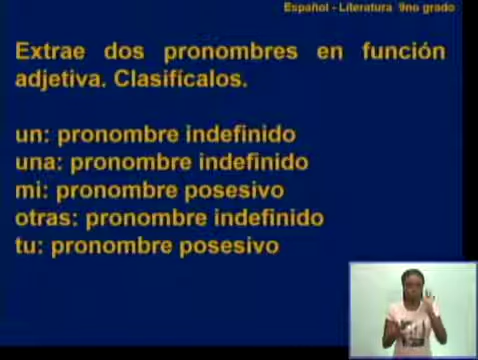 Español - Literatura 9no grado
Extrae dos pronombres en función
adjetiva. Clasifícalos.
un: pronombre indefinido
una: pronombre indefinido
mi: pronombre posesivo
otras: pronombre indefinido
tu: pronombre posesivo